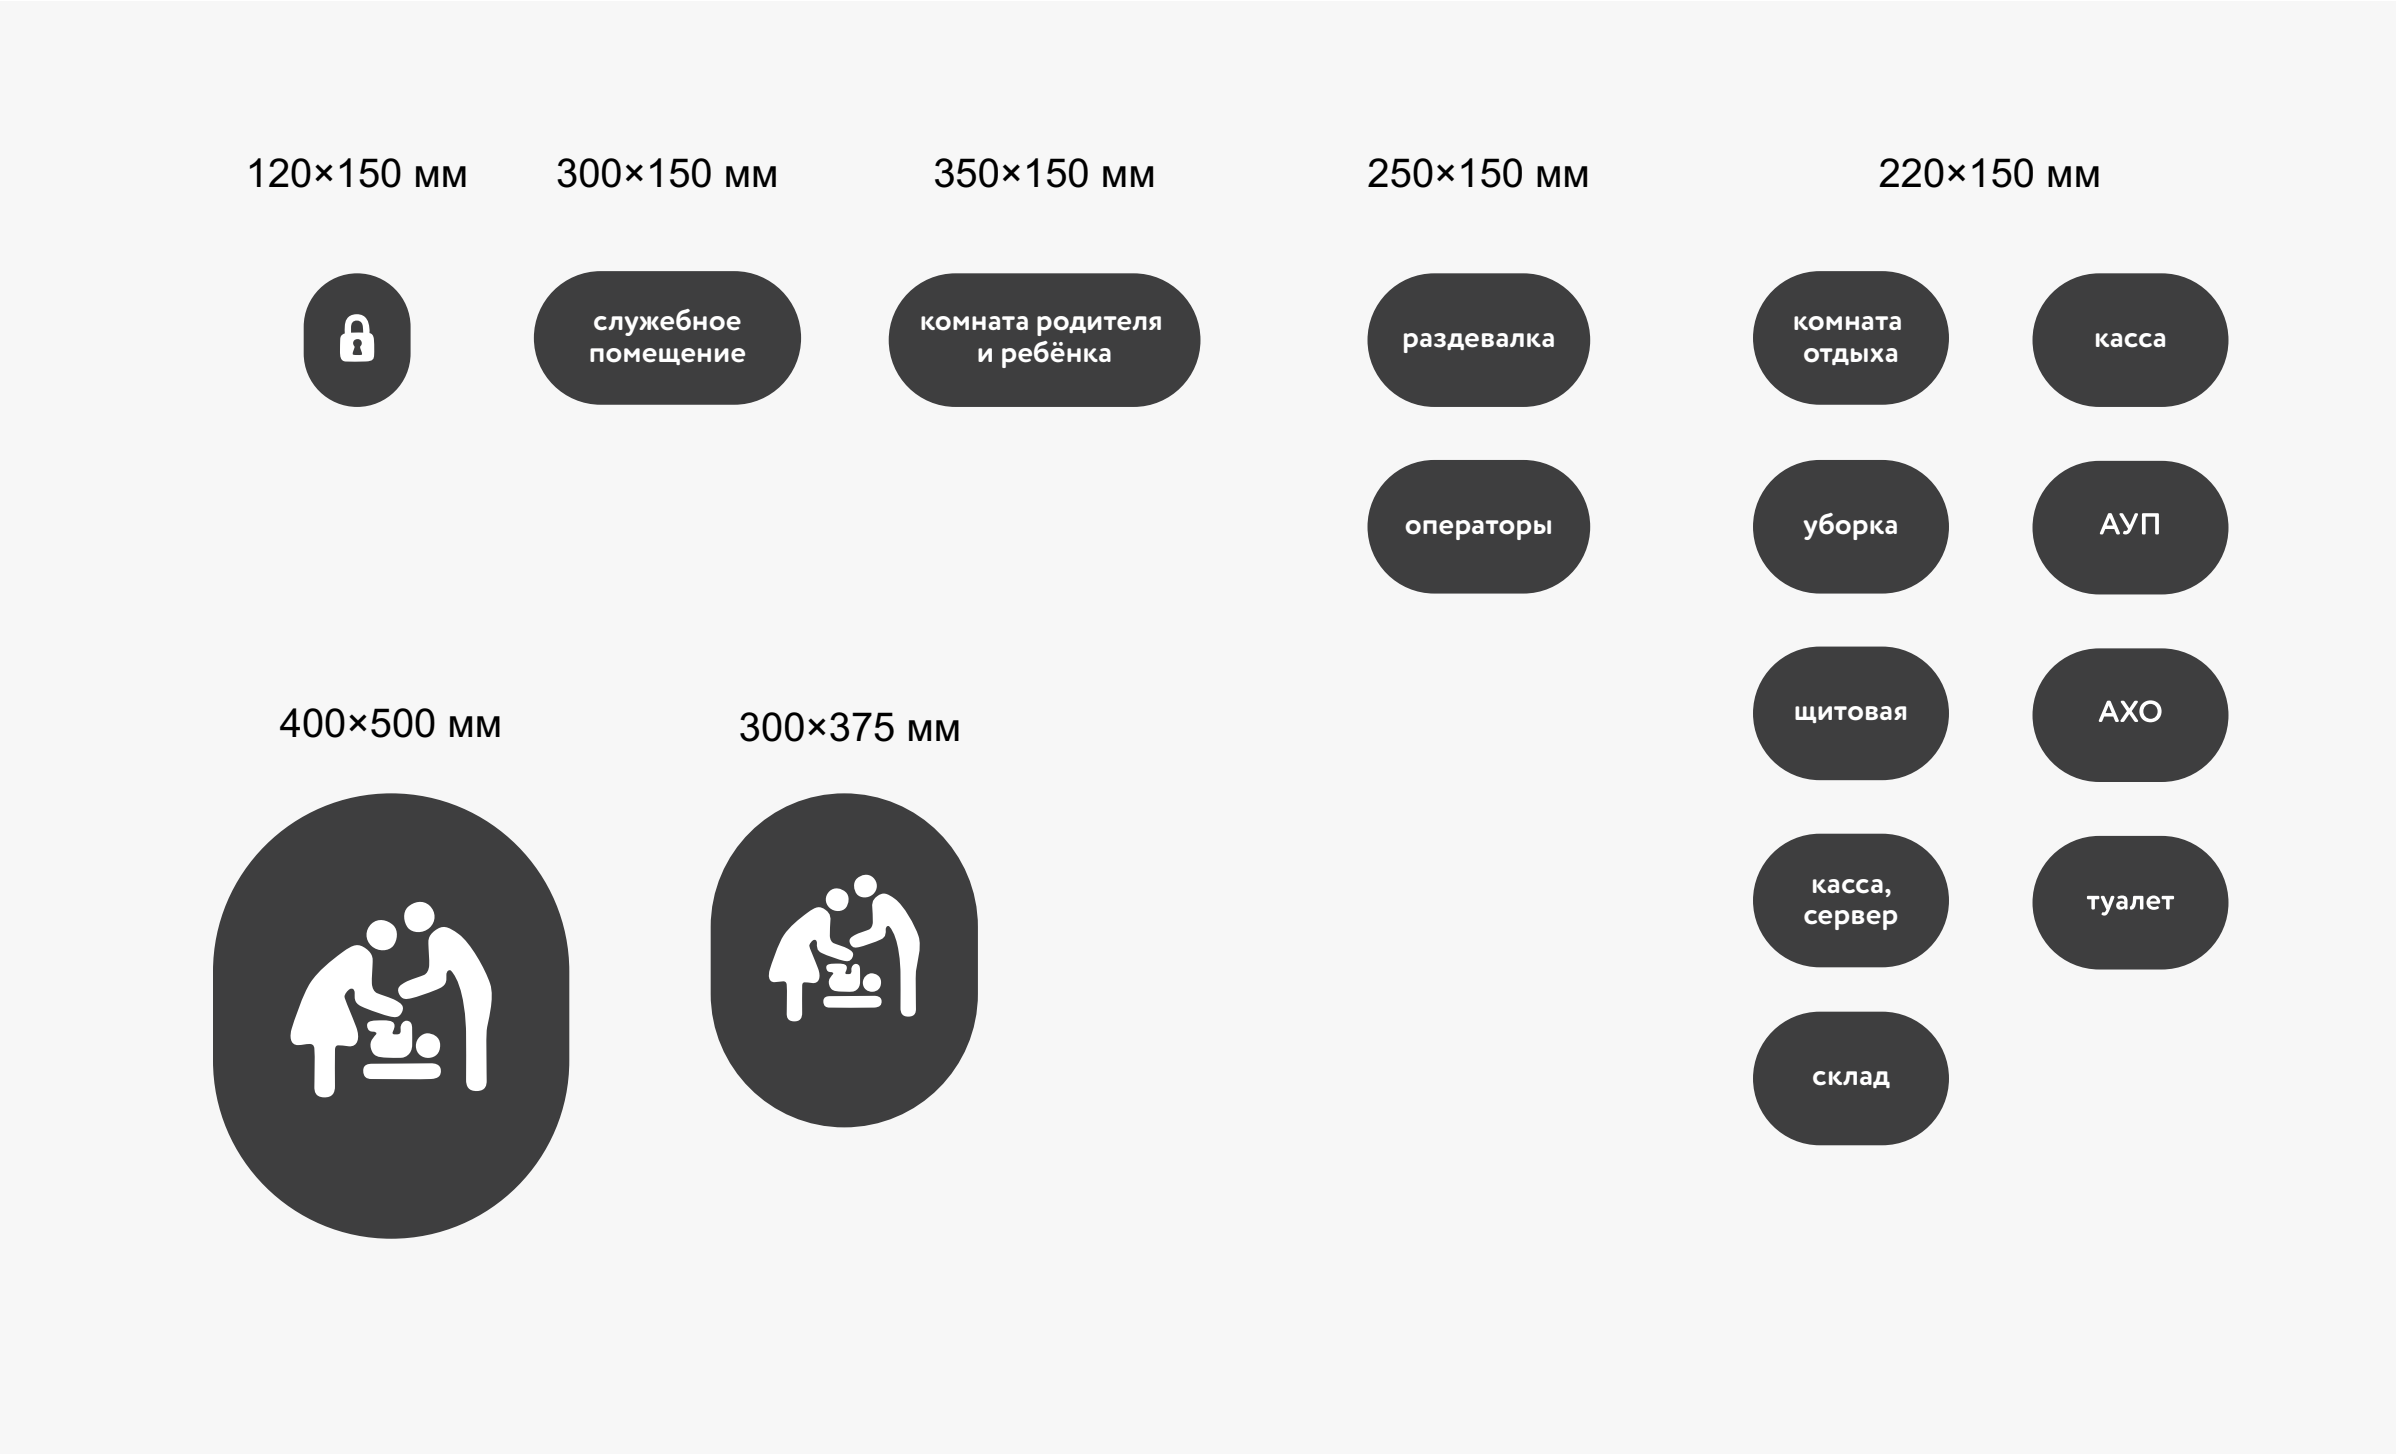 120×150 мм
300×150 мм
350×150 мм
250×150 мм
220×150 мм
служебное
помещение
комната родителя
и ребёнка
раздевалка
комната
отдыха
касса
операторы
уборка
АУП
щитовая
АХО
400×500 мм
300×375 мм
касса,
сервер
туалет
склад